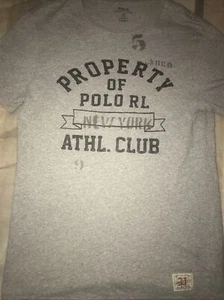 5
PROPERTY
OF
POLO RL
NEW YORK
ATHL. CLUB
9